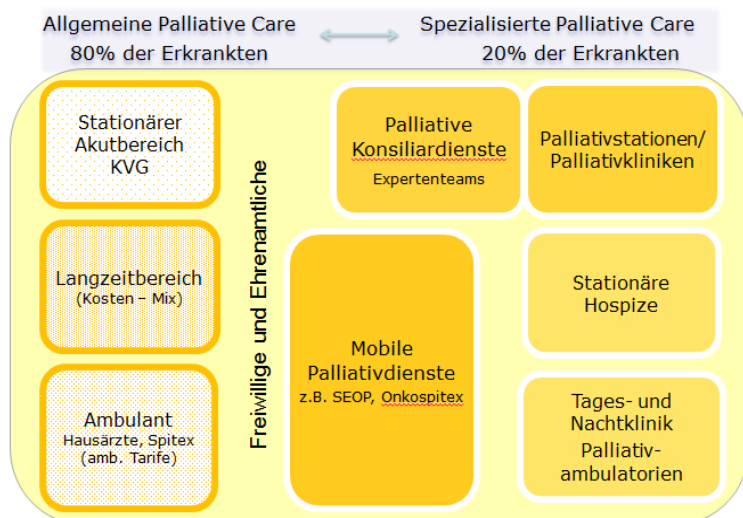 Allgemeine Palliative Care
80% der Erkrankten
Spezialisierte Palliative Care
20% der Erkrankten
Stationärer
Akutbereich
KVG
Langzeitbereich
(Kosten – Mix)
Ambulant
Hausärzte, Spitex
(amb. Tarife)
Freiwillige und Ehrenamtliche
Palliative
Konsiliardienste
Expertenteams
Mobile
Palliativdienste
z.B. SEOP, Onkospitex
Palliativstationen/
Palliativkliniken
Stationäre
Hospize
Tages- und
Nachtklinik
Palliativ-
ambulatorien